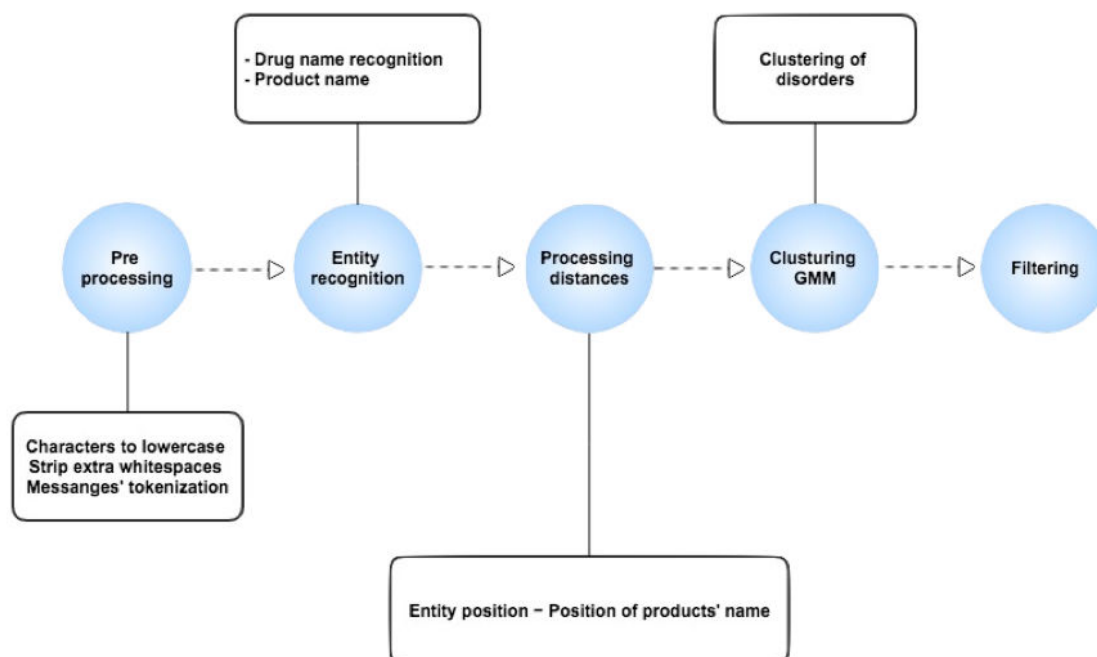 - Drug name recognition
- Product name
Clustering of
disorders
Pre
processing
Entity
recognition
Processing
distances
Clusturing
GMM
Filtering
Characters to lowercase
Strip extra whitespaces
Messanges' tokenization
Entity position − Position of products' name